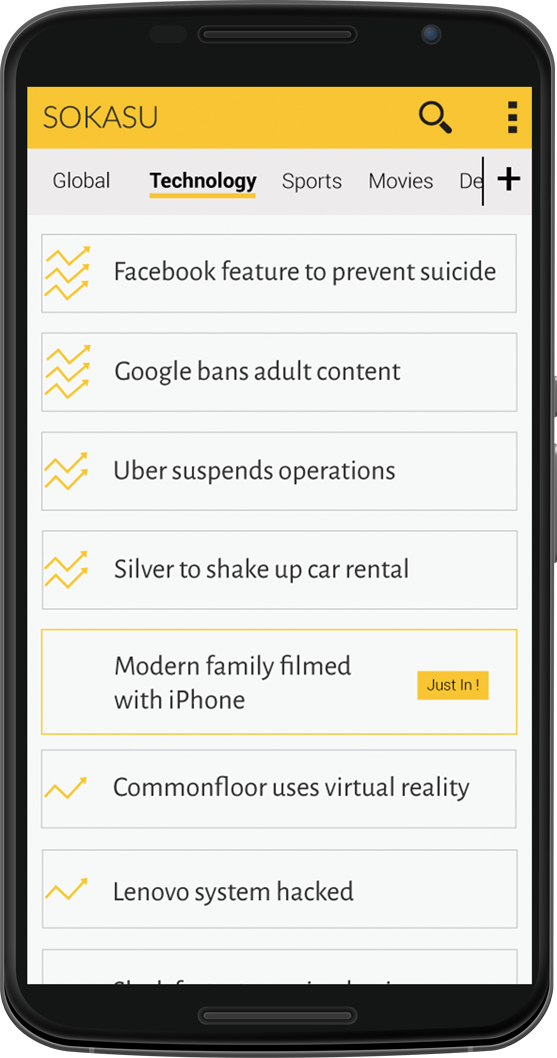 SOKASU
Global Technology Sports Movies De
Facebook feature to prevent suicide
Google bans adult content
Uber suspends operations
Silver to shake up car rental
Modern family filmed
with iPhone
Just In !
Commonfloor uses virtual reality
Lenovo system hacked